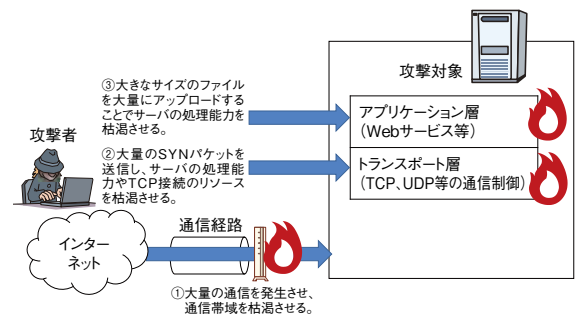 攻撃対象
③大きなサイズのファイル
を大量にアップロードする
ことでサーバの処理能力を
枯渇させる。
アプリケーション層
（Webサービス等）
攻撃者
②大量のSYNパケットを
送信し、サーバの処理能
力やTCP接続のリソース
を枯渇させる。
トランスポート層
（TCP、UDP等の通信制御）
通信経路
インター
ネット
①大量の通信を発生させ、
通信帯域を枯渇させる。